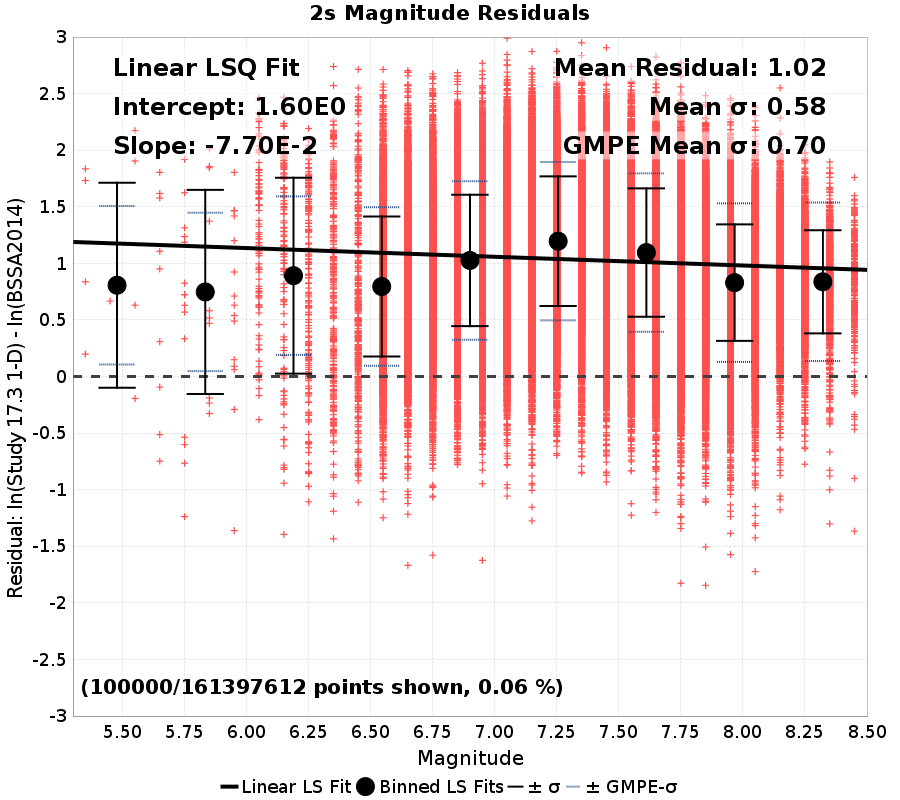 2s Magnitude Residuals
Linear LSQ Fit
Intercept: 1.60E0
Slope: -7.70E-2
Mean Residual: 1.02
Mean σ: 0.58
GMPE Mean σ: 0.70
3
2.5
2
1.5
1
0.5
0
-0.5
-1
-1.5
-2
-2.5
-3
Residual: ln(Study 17.3 1-D) - ln(BSSA2014)
(100000/161397612 points shown, 0.06 %)
5.50 5.75 6.00 6.25 6.50 6.75 7.00 7.25 7.50 7.75 8.00 8.25 8.50
Magnitude
Linear LS Fit Binned LS Fits ± σ ± GMPE-σ